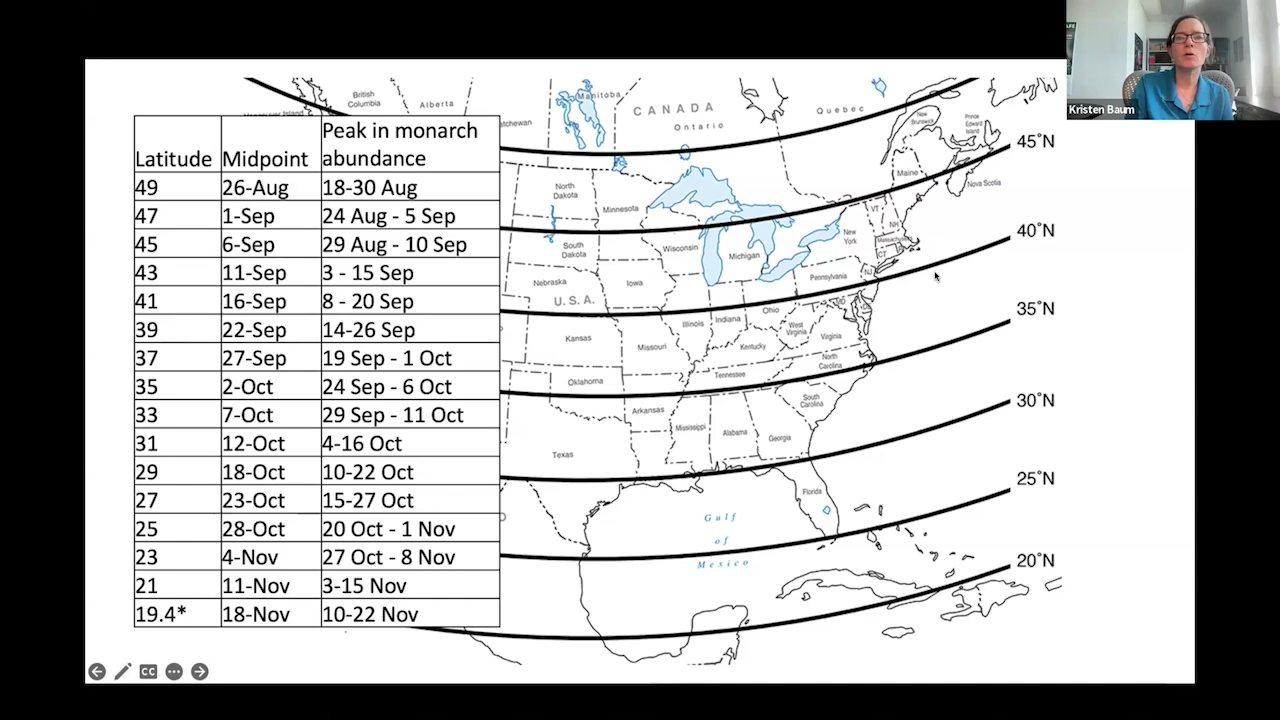 Kristen Baum
Latitude Midpoint Peak in monarch abundance
49 26-Aug 18-30 Aug
47 1-Sep 24 Aug - 5 Sep
45 6-Sep 29 Aug - 10 Sep
43 11-Sep 3 - 15 Sep
41 16-Sep 8 - 20 Sep
39 22-Sep 14-26 Sep
37 27-Sep 19 Sep - 1 Oct
35 2-Oct 24 Sep - 6 Oct
33 7-Oct 29 Sep - 11 Oct
31 12-Oct 4-16 Oct
29 18-Oct 10-22 Oct
27 23-Oct 15-27 Oct
25 28-Oct 20 Oct - 1 Nov
23 4-Nov 27 Oct - 8 Nov
21 11-Nov 3-15 Nov
19.4* 18-Nov 10-22 Nov
British
Columbia
Alberta
Manitoba
CANADA
Ontario
Quebec
New
Brunswick
Prince
Edward
Island
Nova Scotia
Maine
VT
NH
Massachusetts
CT
New
York
NJ
Pennsylvania
North
Dakota
Minnesota
South
Dakota
Wisconsin
Michigan
Nebraska
Iowa
U.S.A.
Illinois
Indiana
Ohio
West
Virginia
Virginia
Kansas
Missouri
Kentucky
North
Carolina
Tennessee
Oklahoma
Arkansas
South
Carolina
Mississippi
Alabama
Georgia
Texas
Florida
Gulf
of
Mexico
45°N
40°N
35°N
30°N
25°N
20°N
CC